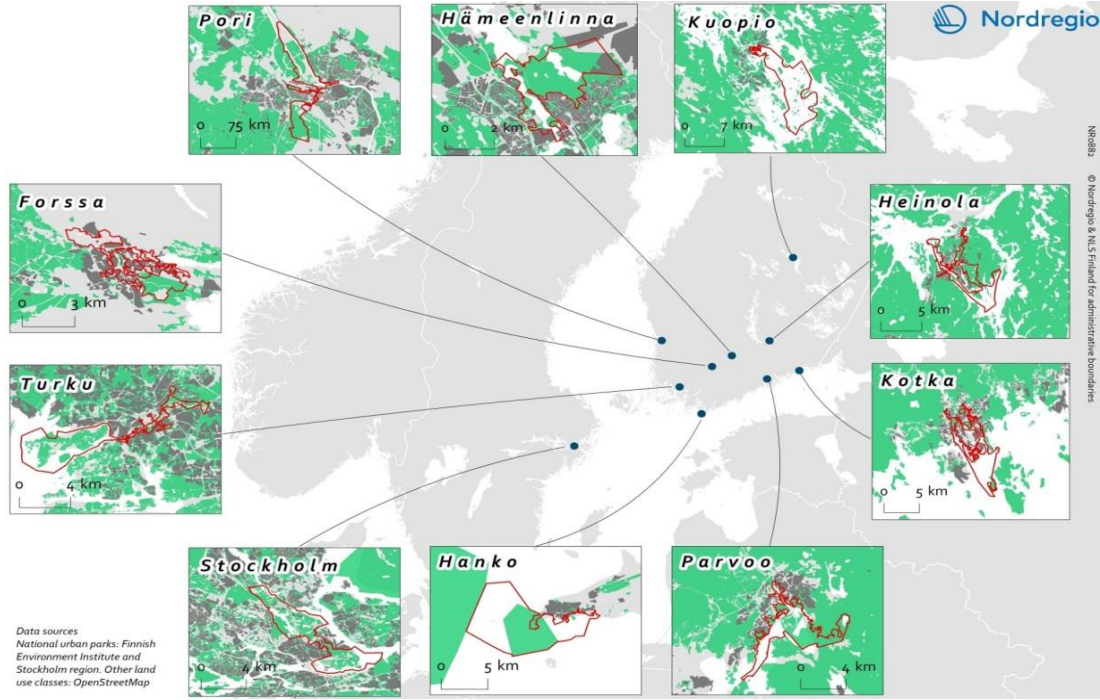 Nordregio
Pori
0 75 km
Hämeenlinna
0 2 km
Kuopio
0 7 km
Forssa
0 3 km
Heinola
0 5 km
Turku
0 4 km
Kotka
0 5 km
Stockholm
0 4 km
Hanko
0 5 km
Parvoo
0 4 km
Data sources
National urban parks: Finnish
Environment Institute and
Stockholm region. Other land
use classes: OpenStreetMap
NR0882 © Nordregio & NLS Finland for administrative boundaries